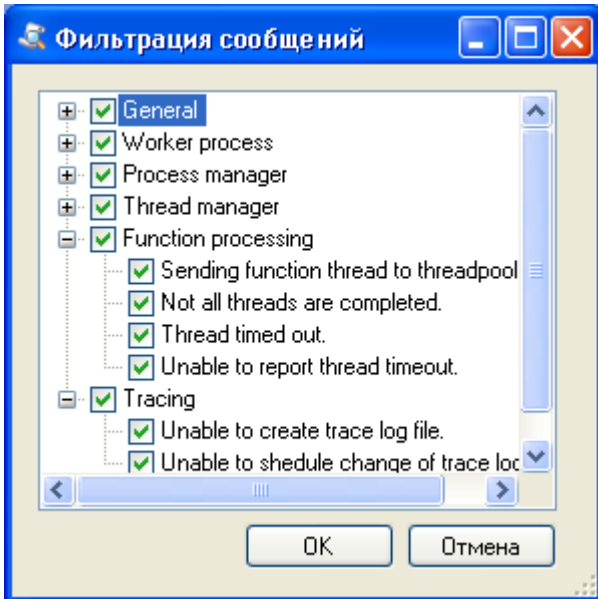 Фильтрация сообщений
General
Worker process
Process manager
Thread manager
Function processing
Sending function thread to threadpool
Not all threads are completed.
Thread timed out.
Unable to report thread timeout.
Tracing
Unable to create trace log file.
Unable to shedule change of trace
OK
Отмена